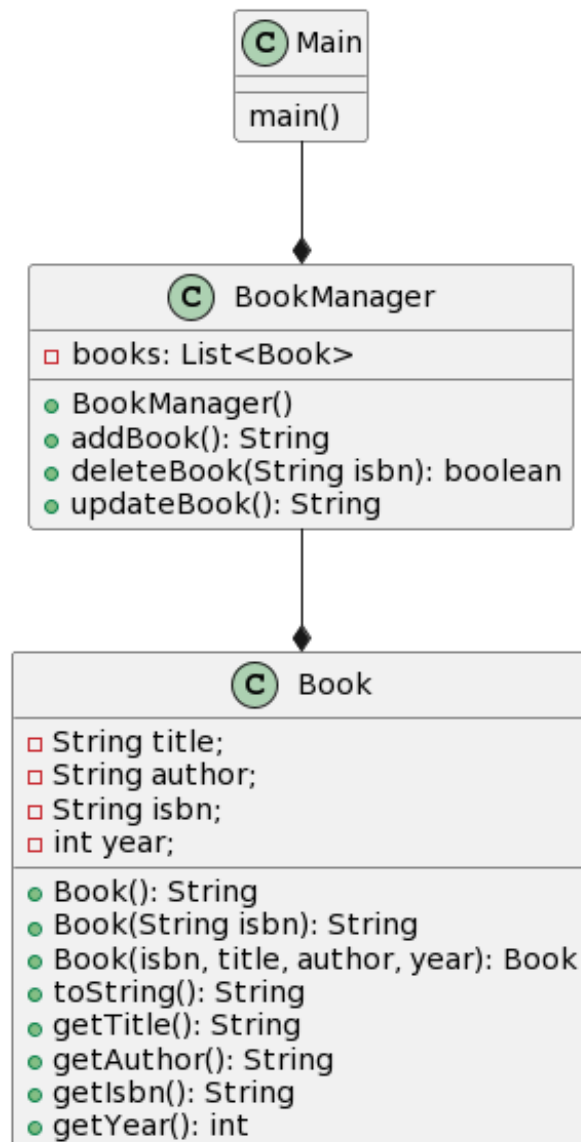 C Main
main()
C BookManager
books: List<Book>
BookManager()
addBook(): String
deleteBook(String isbn): boolean
updateBook(): String
C Book
String title;
String author;
String isbn;
int year;
Book(): String
Book(String isbn): String
Book(isbn, title, author, year): Book
toString(): String
getTitle(): String
getAuthor(): String
getIsbn(): String
getYear(): int